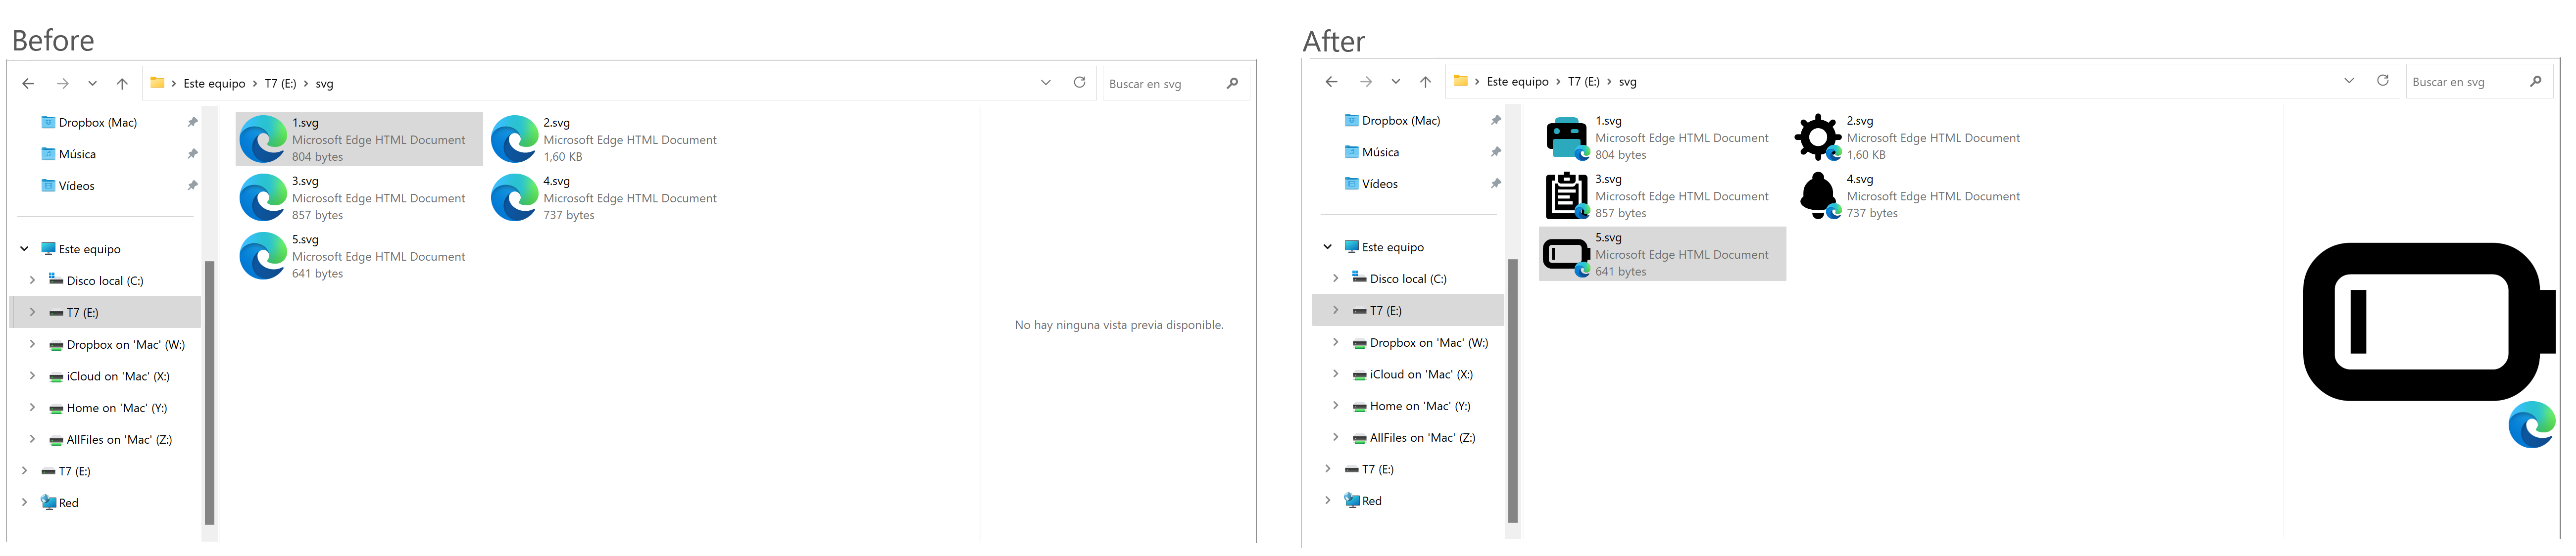 Before
Este equipo T7 (E:) svg
Buscar en svg
Dropbox (Mac)
Música
Vídeos
Este equipo
Disco local (C:)
T7 (E:)
Dropbox on 'Mac' (W:)
iCloud on 'Mac' (X:)
Home on 'Mac' (Y:)
AllFiles on 'Mac' (Z:)
T7 (E:)
Red
1.svg
Microsoft Edge HTML Document
804 bytes
2.svg
Microsoft Edge HTML Document
1,60 KB
3.svg
Microsoft Edge HTML Document
857 bytes
4.svg
Microsoft Edge HTML Document
737 bytes
5.svg
Microsoft Edge HTML Document
641 bytes
No hay ninguna vista previa disponible.
After
Este equipo T7 (E:) svg
Buscar en svg
Dropbox (Mac)
Música
Vídeos
Este equipo
Disco local (C:)
T7 (E:)
Dropbox on 'Mac' (W:)
iCloud on 'Mac' (X:)
Home on 'Mac' (Y:)
AllFiles on 'Mac' (Z:)
T7 (E:)
Red
1.svg
Microsoft Edge HTML Document
804 bytes
2.svg
Microsoft Edge HTML Document
1,60 KB
3.svg
Microsoft Edge HTML Document
857 bytes
4.svg
Microsoft Edge HTML Document
737 bytes
5.svg
Microsoft Edge HTML Document
641 bytes